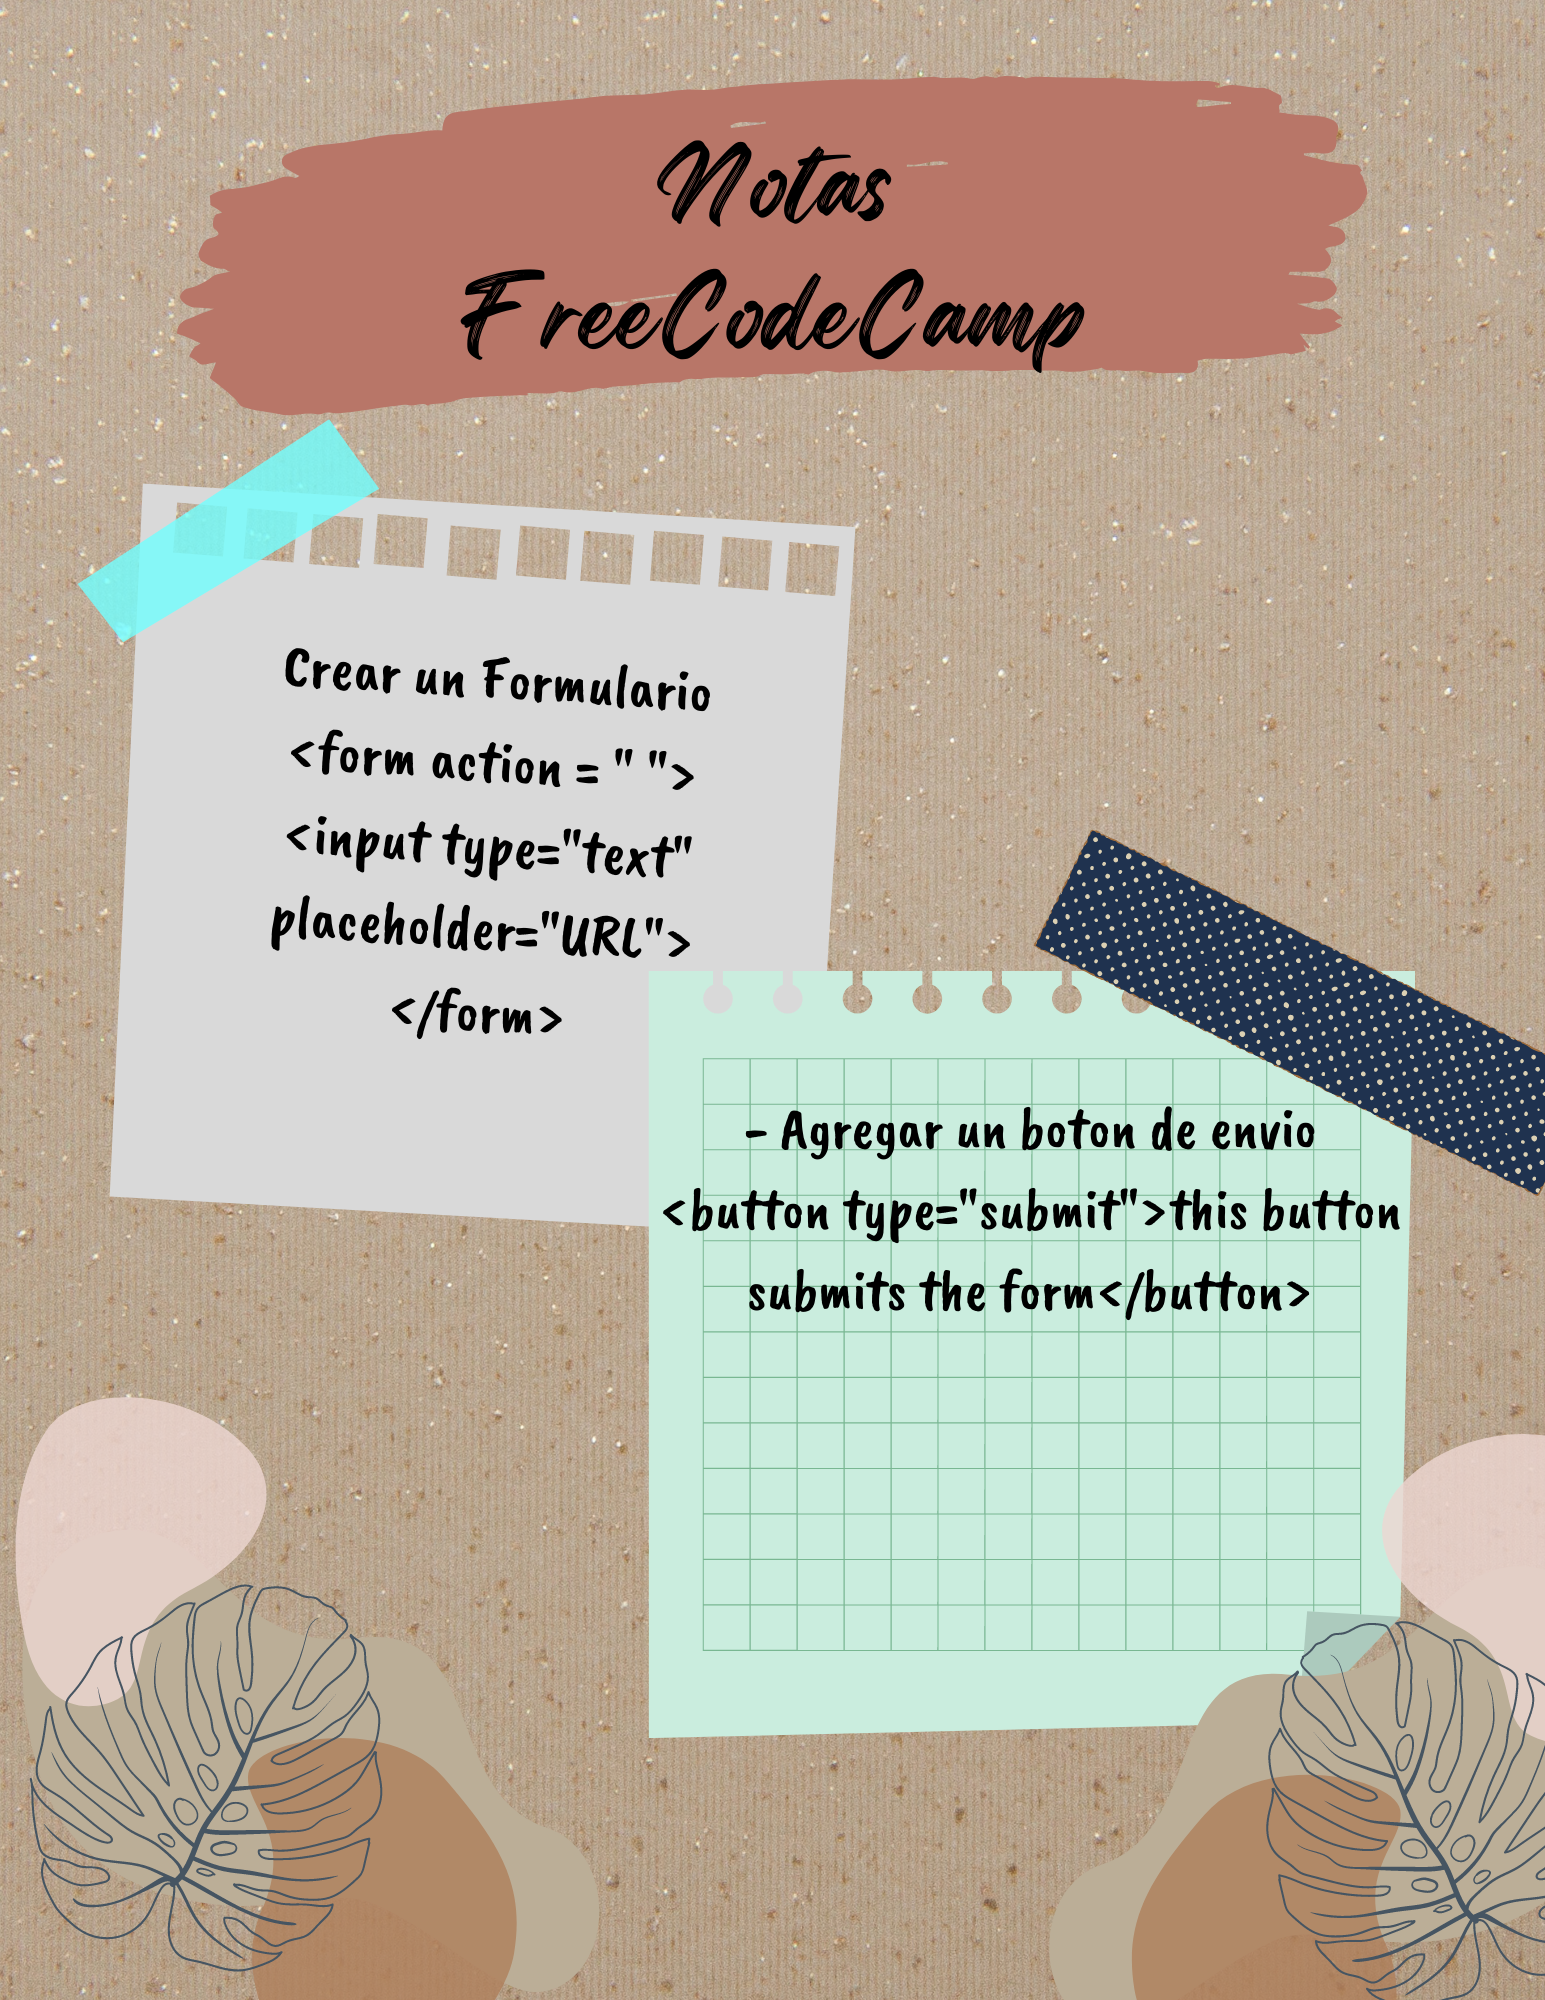 Notas
FreeCodeCamp
Crear un Formulario
<form action = " ">
<input type="text"
placeholder="URL">
</form>
- Agregar un boton de envio
<button type="submit">this button
submits the form</button>